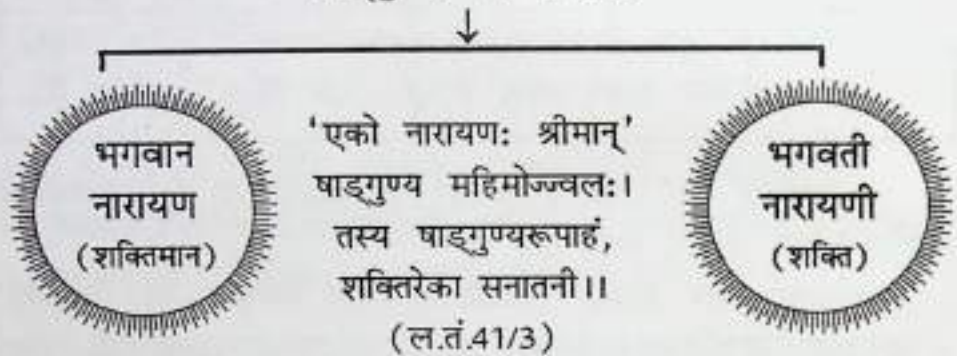 भगवान
नारायण
(शक्तिमान)
'एको नारायण: श्रीमान्'
षाड्गुण्य महिमोज्ज्वल:।
तस्य षाड्गुण्यरूपाहं,
शक्तिरेका सनातनी।।
(ल.तं.41/3)
भगवती
नारायणी
(शक्ति)